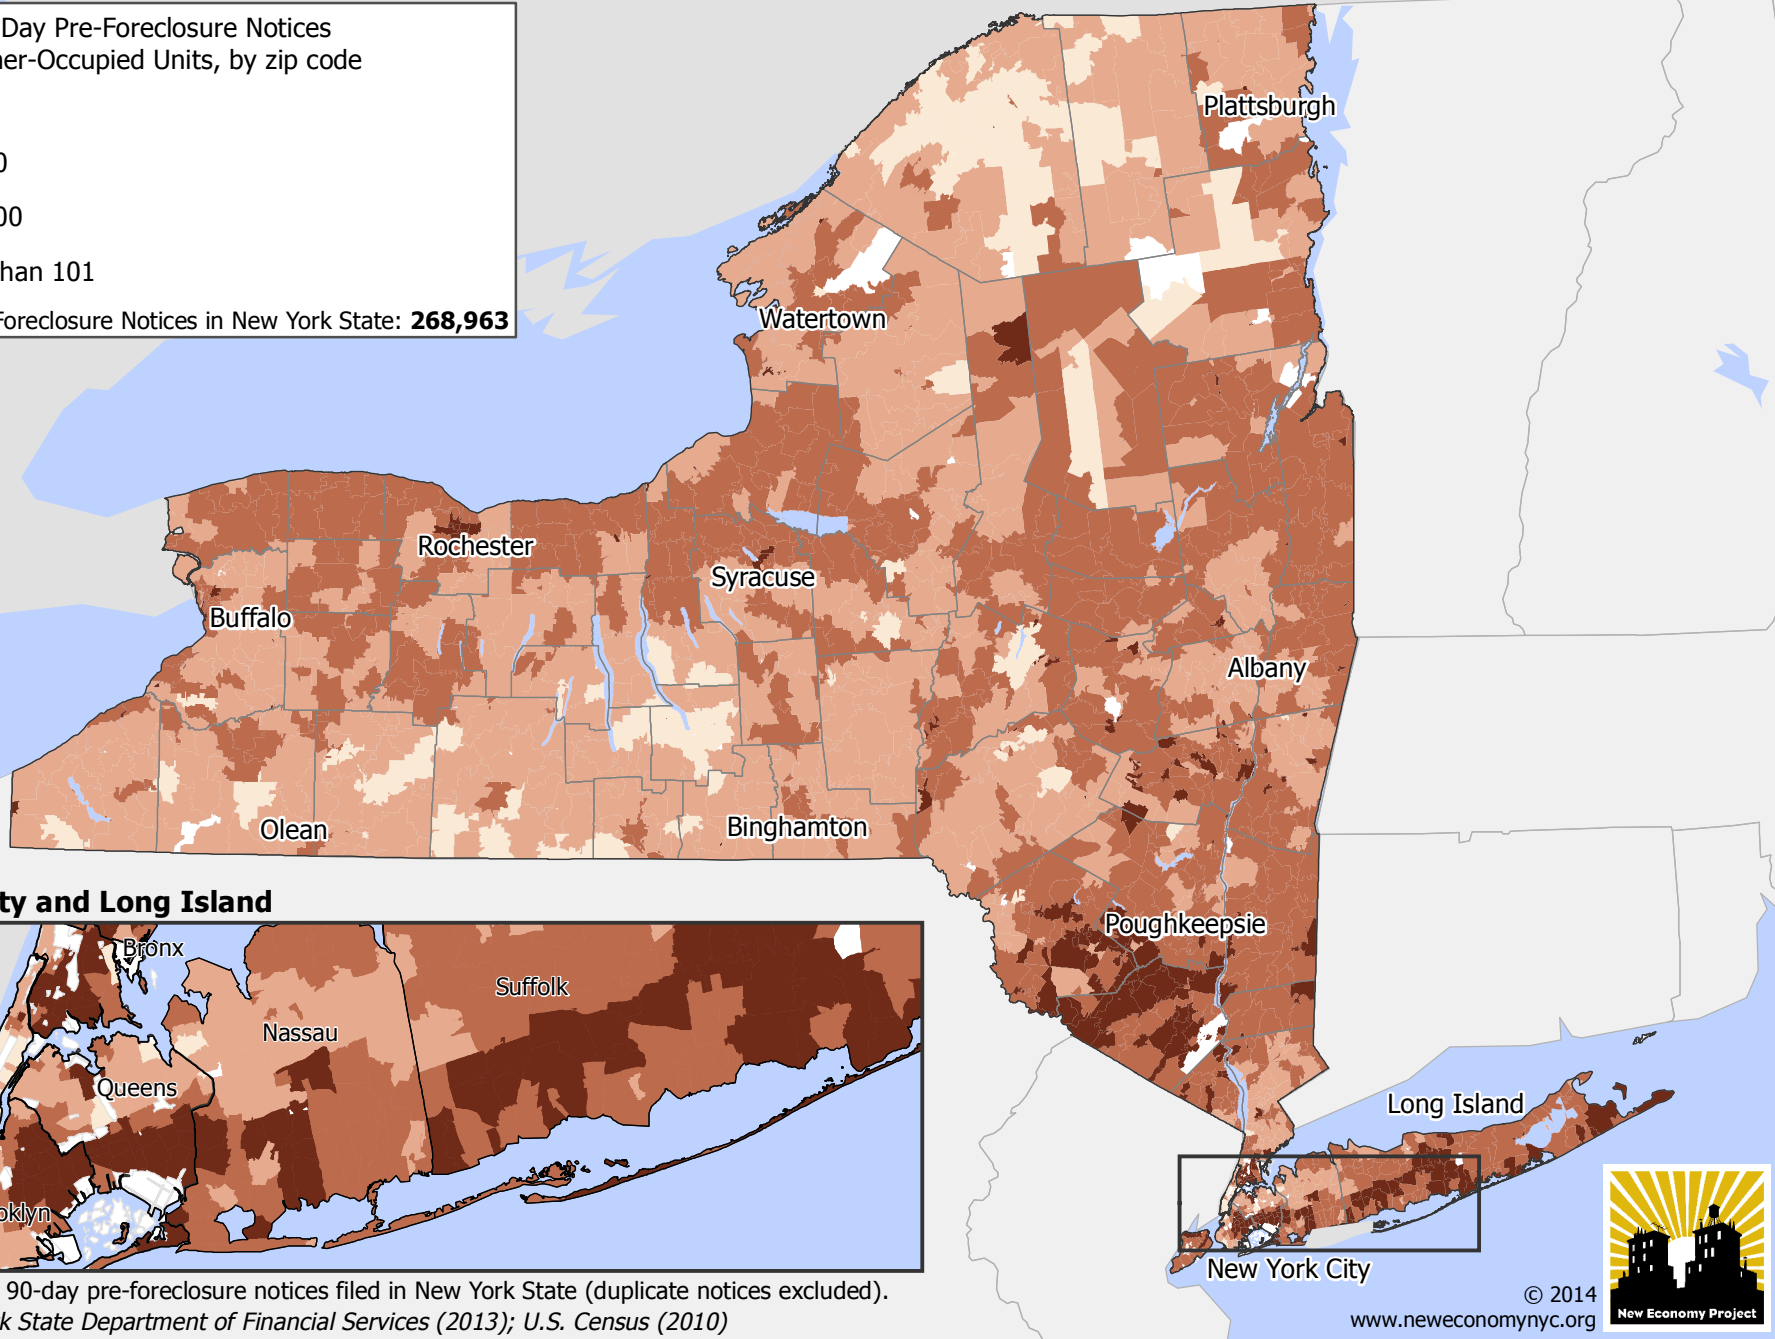 Day Pre-Foreclosure Notices
er-Occupied Units, by zip code
0
00
han 101
Foreclosure Notices in New York State: 268,963
Plattsburgh
Watertown
Rochester
Syracuse
Buffalo
Albany
Olean
Binghamton
ty and Long Island
Poughkeepsie
Bronx
Suffolk
Nassau
Queens
oklyn
Long Island
New York City
90-day pre-foreclosure notices filed in New York State (duplicate notices excluded).
k State Department of Financial Services (2013); U.S. Census (2010)
© 2014
www.neweconomynyc.org
New Economy Project